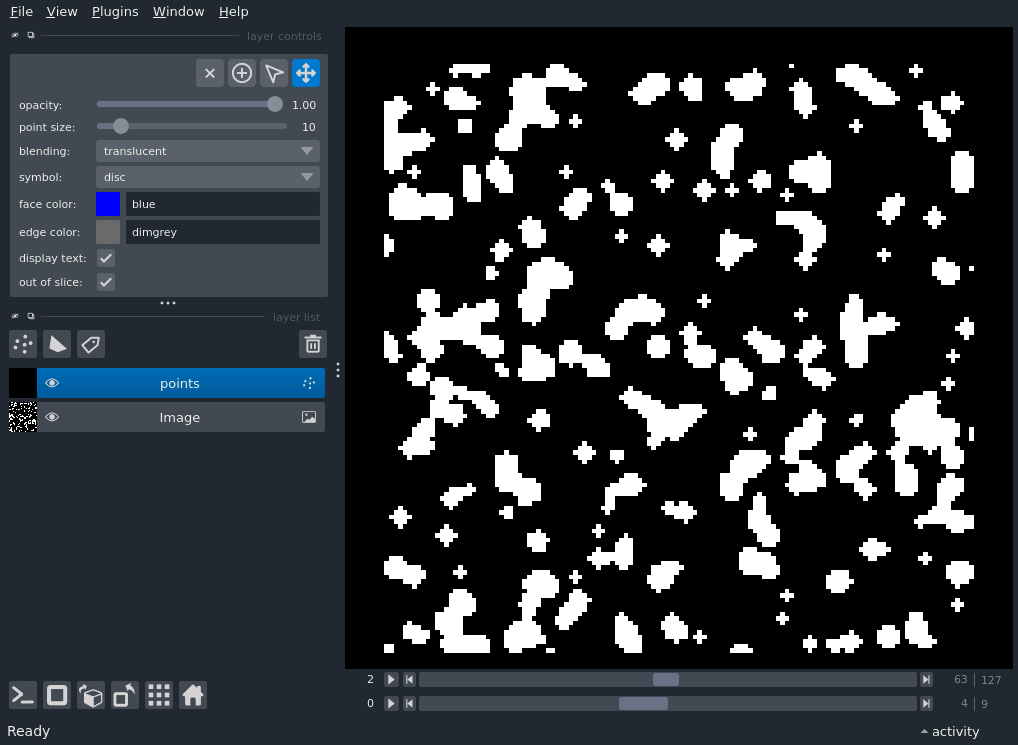 File View Plugins Window Help
layer controls
opacity: 1.00
point size: 10
blending: translucent
symbol: disc
face color: blue
edge color: dimgrey
display text:
out of slice:
layer list
points
Image
2 63 127
0 4 9
Ready activity